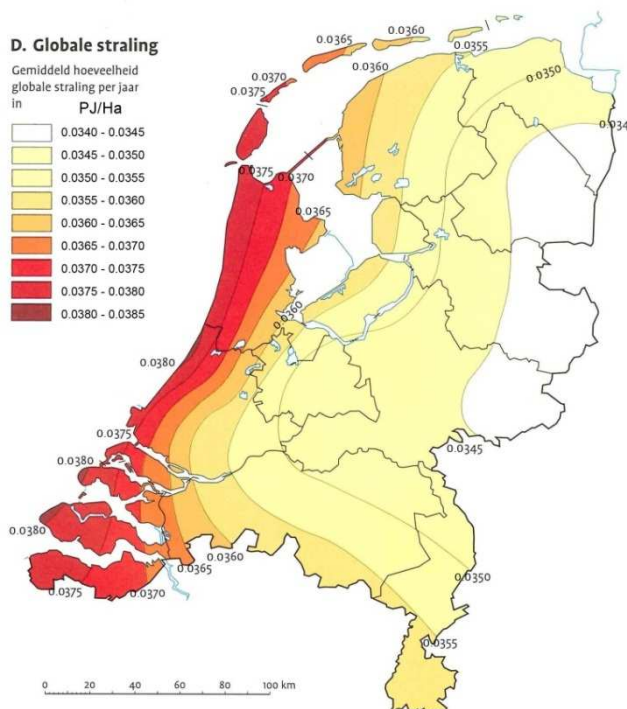 D. Globale straling
Gemiddeld hoeveelheid
globale straling per jaar
in PJ/Ha
0.0340 - 0.0345
0.0345 - 0.0350
0.0350 - 0.0355
0.0355 - 0.0360
0.0360 - 0.0365
0.0365 - 0.0370
0.0370 - 0.0375
0.0375 - 0.0380
0.0380 - 0.0385
0.0365
0.0360
0.0355
0.0360
0.0350
0.0370
0.0375
0.034
0.0375
0.0370
0.0365
0.0360
0.0380
0.0375
0.0345
0.0380
0.0380
0.0360
0.0365
0.0350
0.0375
0.0370
0.0355
0 20 40 60 80 100 km